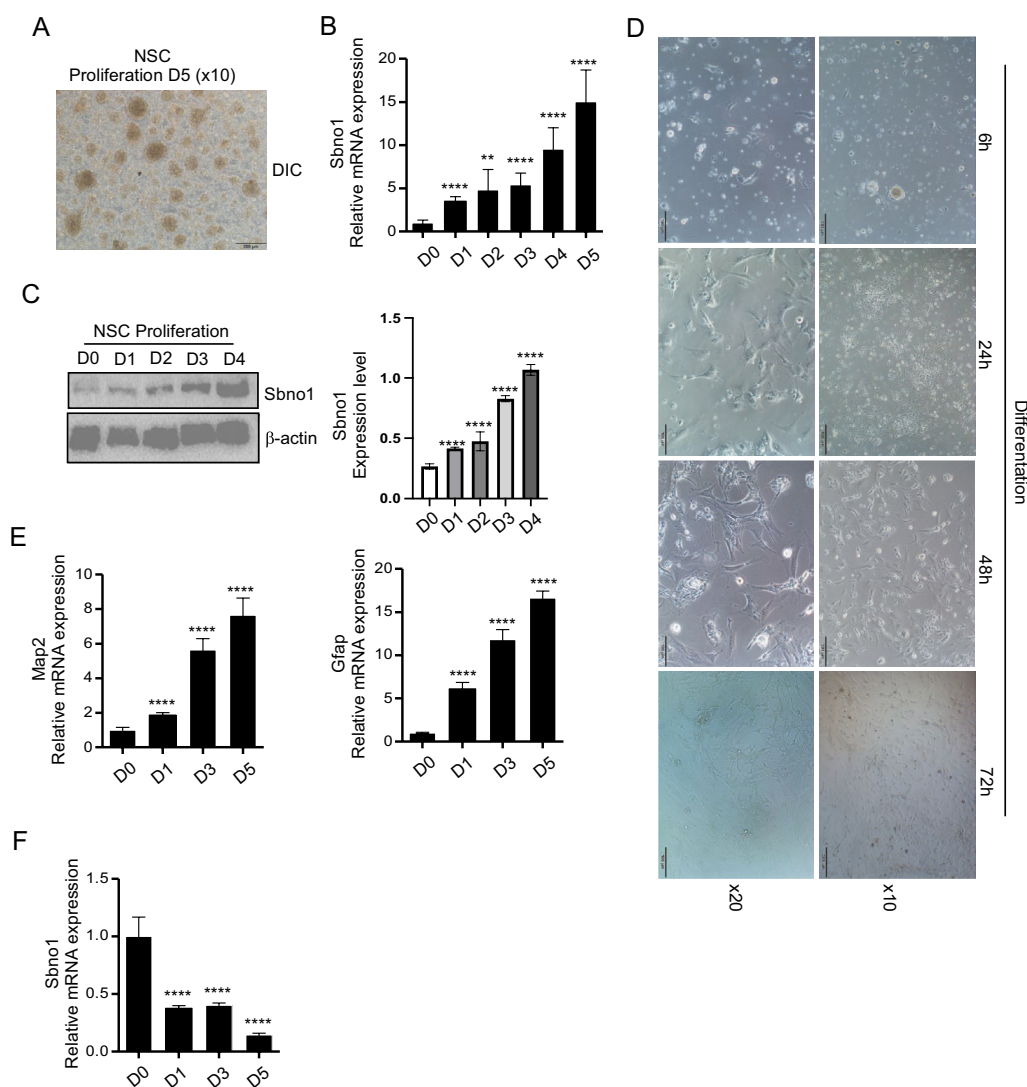 A
NSC
Proliferation D5 (x10)
DIC
B
Sbno1
Relative mRNA expression
20
15
10
5
0
****
**
****
****
****
D0
D1
D2
D3
D4
D5
C
NSC Proliferation
D0 D1 D2 D3 D4
Sbno1
β-actin
Sbno1
Expression level
1.5
1.0
0.5
0.0
****
****
****
****
D0
D1
D2
D3
D4
D
6h
24h
48h
72h
Differentation
x20
x10
E
Map2
Relative mRNA expression
10
8
6
4
2
0
****
****
****
D0
D1
D3
D5
Gfap
Relative mRNA expression
20
15
10
5
0
****
****
****
D0
D1
D3
D5
F
Sbno1
Relative mRNA expression
1.5
1.0
0.5
0.0
****
****
****
D0
D1
D3
D5